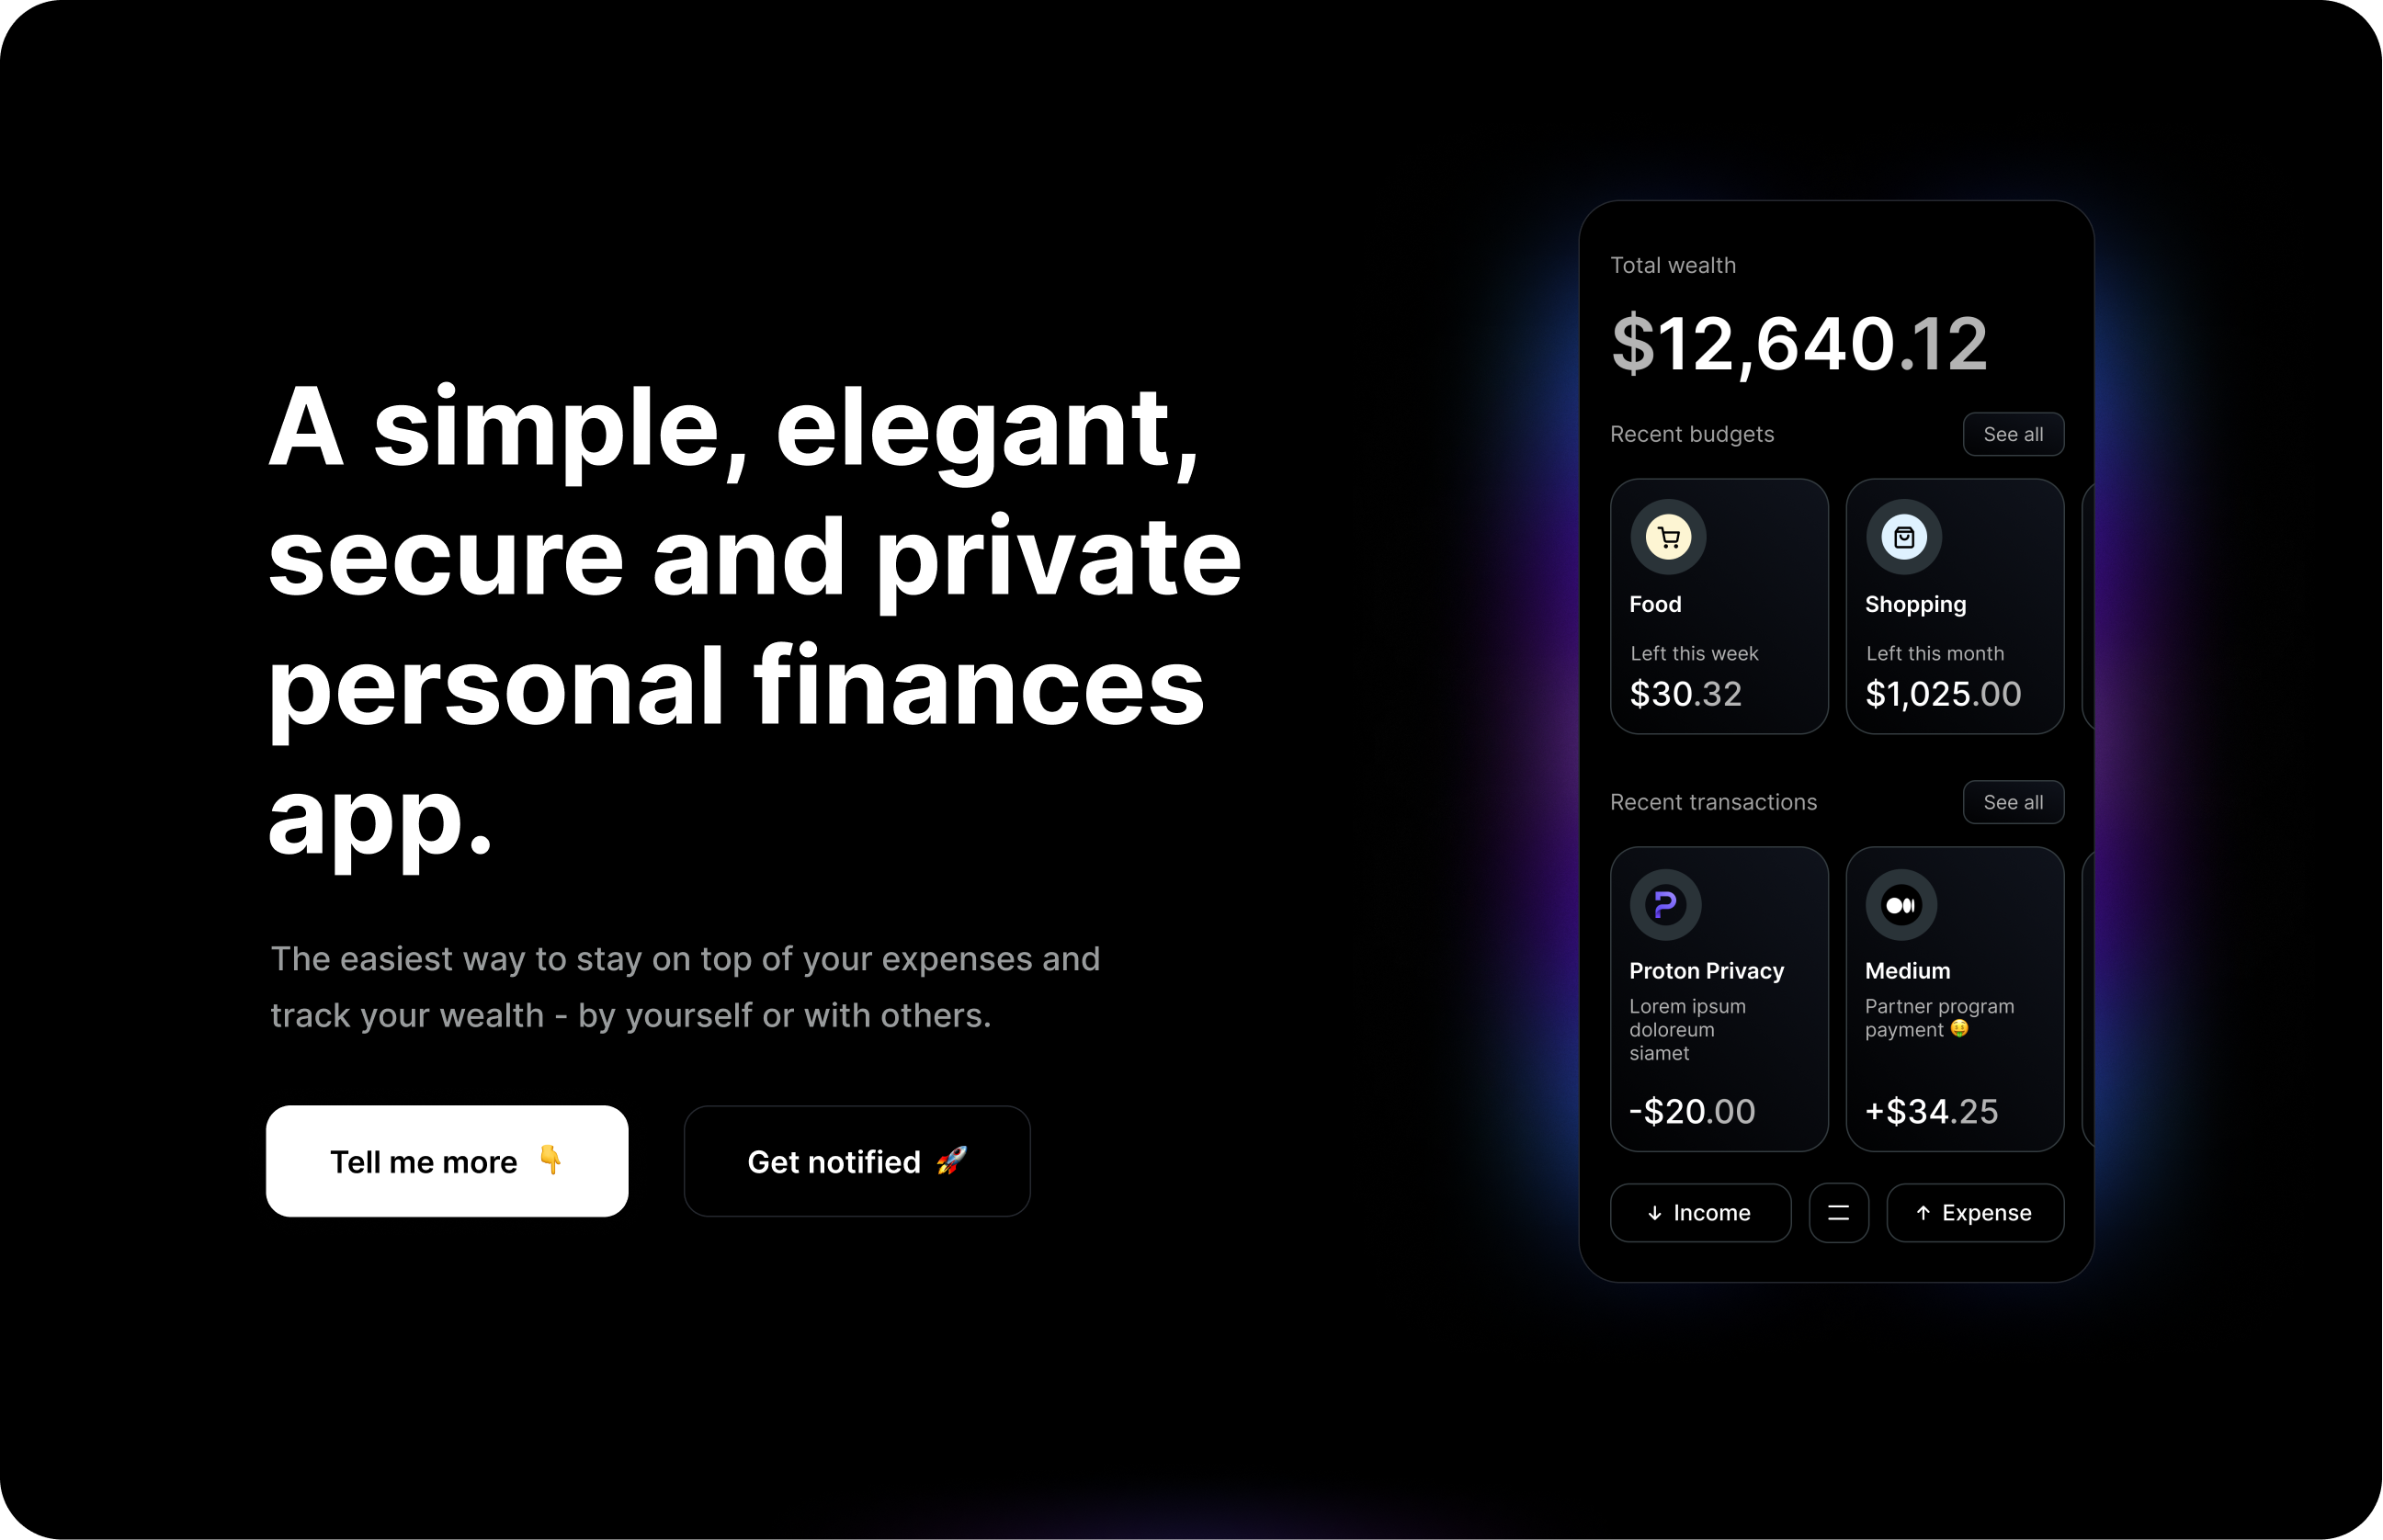 A simple, elegant,
secure and private
personal finances
app.
The easiest way to stay on top of your expenses and
track your wealth - by yourself or with others.
Tell me more 👇
Get notified 🚀
Total wealth
$12,640.12
Recent budgets
See all
Food
Left this week
$30.32
Shopping
Left this month
$1,025.00
Recent transactions
See all
Proton Privacy
Lorem ipsum
doloreum
siamet
-$20.00
Medium
Partner program
payment 🤑
+$34.25
↓ Income
↑ Expense